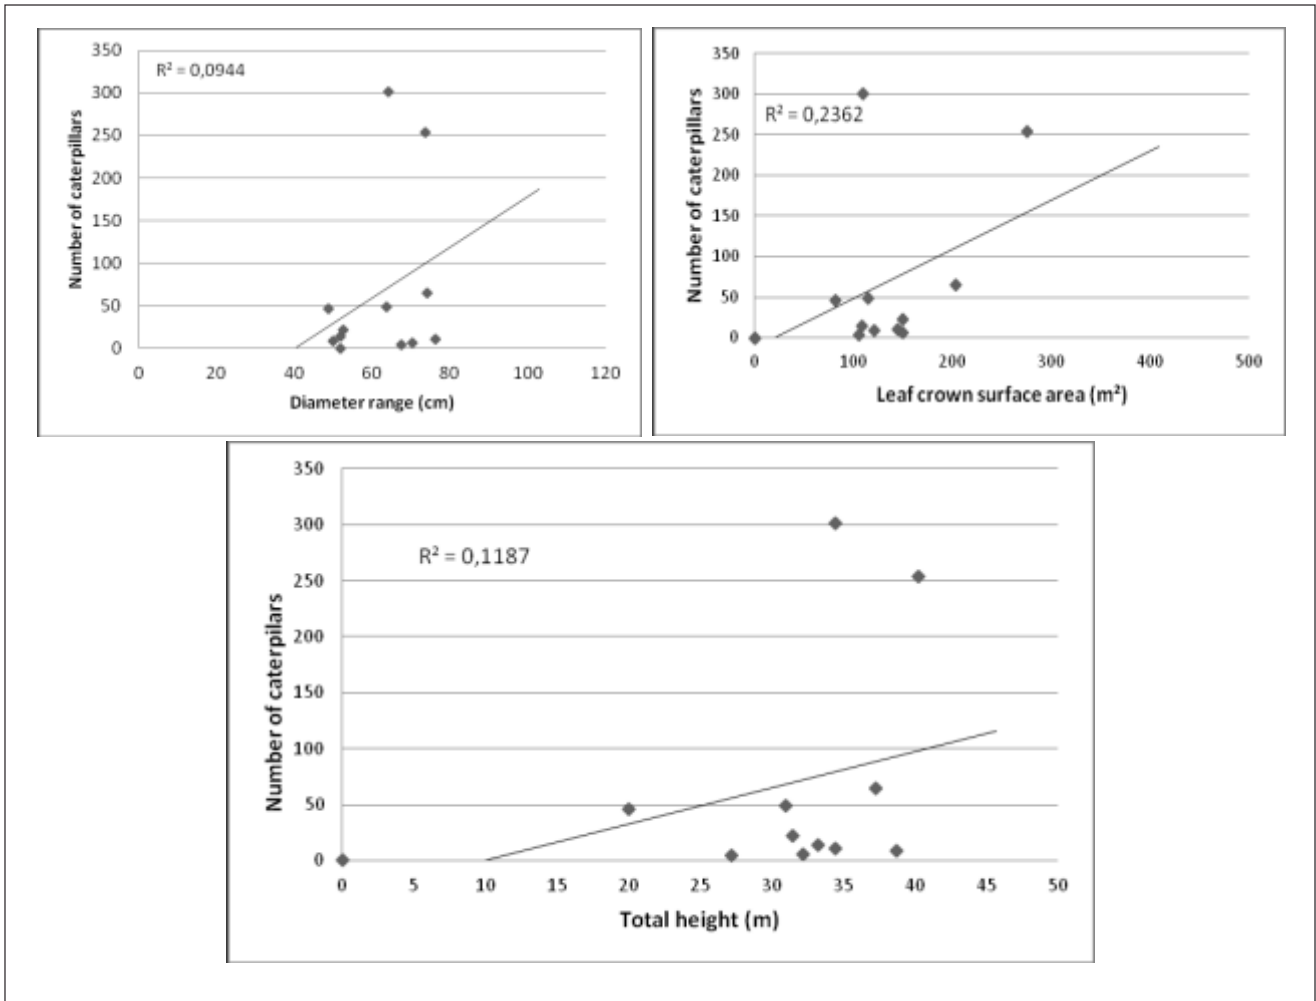 350
300
250
200
150
100
50
0
R² = 0,0944
Number of caterpillars
0 20 40 60 80 100 120
Diameter range (cm)
350
300
250
200
150
100
50
0
R² = 0,2362
Number of caterpillars
0 100 200 300 400 500
Leaf crown surface area (m²)
350
300
250
200
150
100
50
0
R² = 0,1187
Number of caterpilars
0 5 10 15 20 25 30 35 40 45 50
Total height (m)